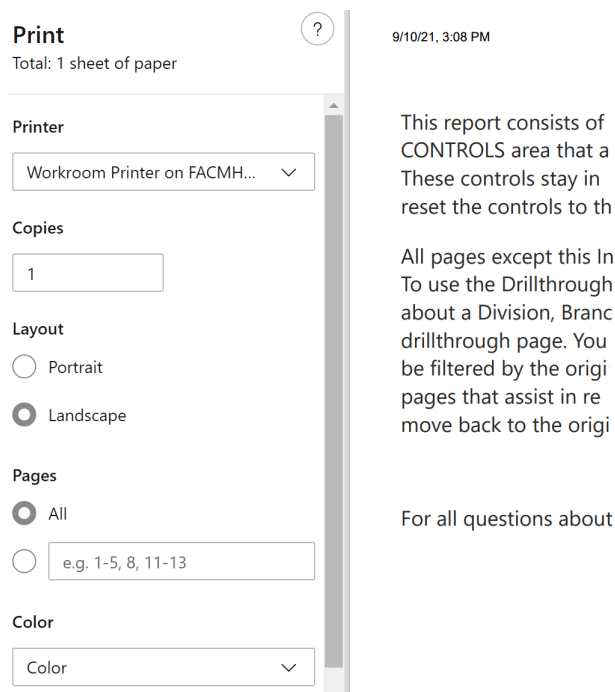 Print
?
Total: 1 sheet of paper
Printer
Workroom Printer on FACMH...
Copies
1
Layout
Portrait
Landscape
Pages
All
e.g. 1-5, 8, 11-13
Color
Color
9/10/21, 3:08 PM
This report consists of
CONTROLS area that a
These controls stay in
reset the controls to th
All pages except this In
To use the Drillthrough
about a Division, Branc
drillthrough page. You
be filtered by the origi
pages that assist in re
move back to the origi
For all questions about